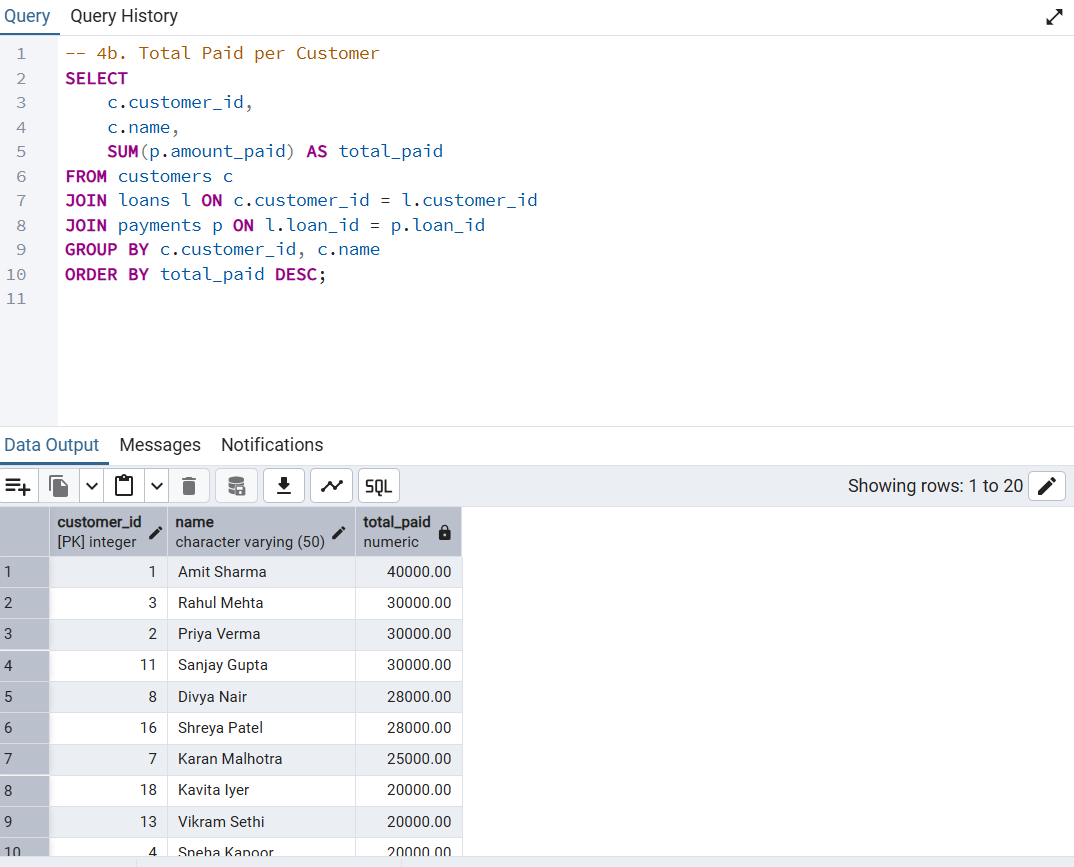 Query Query History
1 -- 4b. Total Paid per Customer
2 SELECT
3 c.customer_id,
4 c.name,
5 SUM(p.amount_paid) AS total_paid
6 FROM customers c
7 JOIN loans l ON c.customer_id = l.customer_id
8 JOIN payments p ON l.loan_id = p.loan_id
9 GROUP BY c.customer_id, c.name
10 ORDER BY total_paid DESC;
11
Data Output Messages Notifications
SQL Showing rows: 1 to 20
customer_id name total_paid
[PK] integer character varying (50) numeric
1 1 Amit Sharma 40000.00
2 3 Rahul Mehta 30000.00
3 2 Priya Verma 30000.00
4 11 Sanjay Gupta 30000.00
5 8 Divya Nair 28000.00
6 16 Shreya Patel 28000.00
7 7 Karan Malhotra 25000.00
8 18 Kavita Iyer 20000.00
9 13 Vikram Sethi 20000.00
10 4 Sneha Kapoor 20000.00